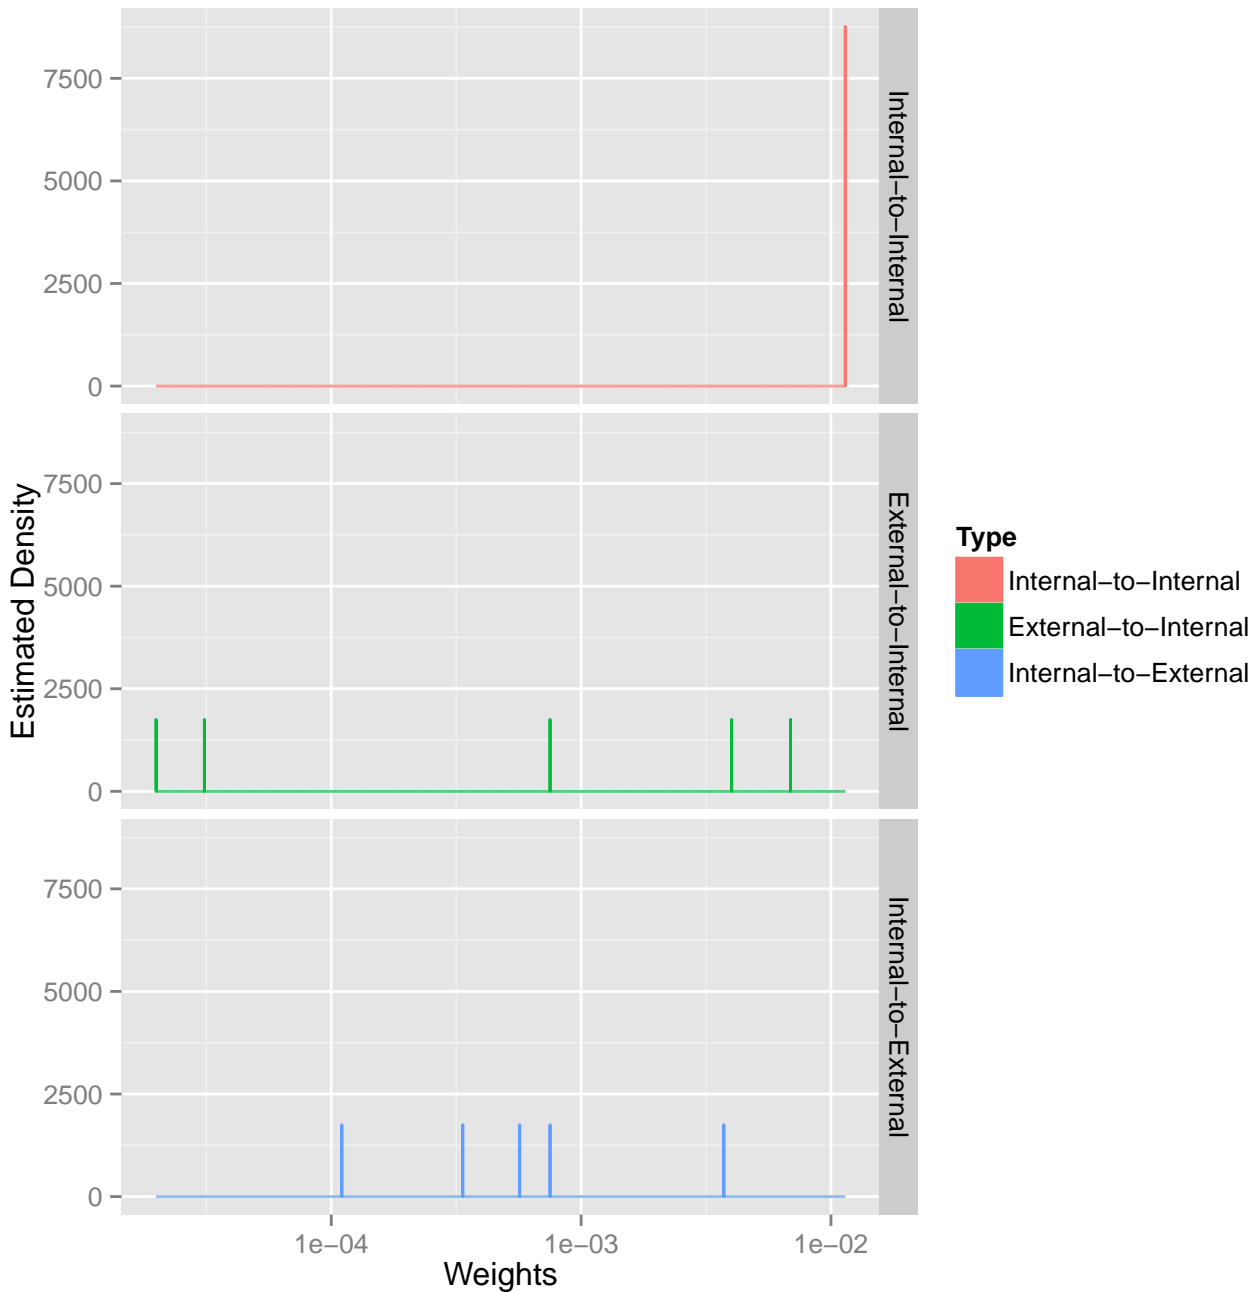 7500
5000
2500
0
Internal−to−Internal
7500
5000
2500
0
External−to−Internal
7500
5000
2500
0
Internal−to−External
1e−04
1e−03
1e−02
Weights
Estimated Density
Type
Internal−to−Internal
External−to−Internal
Internal−to−External